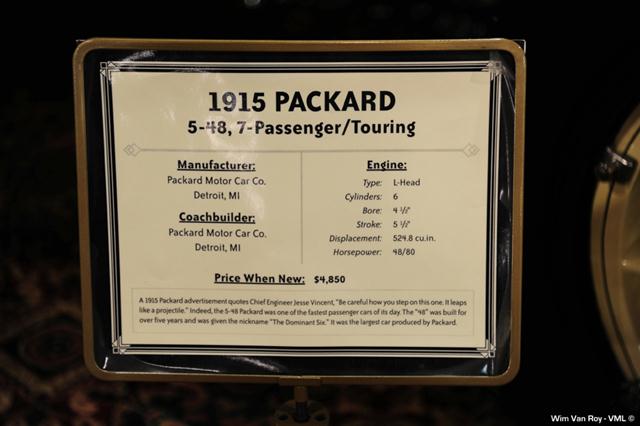 1915 PACKARD
5-48, 7-Passenger/Touring
Manufacturer:
Packard Motor Car Co.
Detroit, MI
Coachbuilder:
Packard Motor Car Co.
Detroit, MI
Engine:
Type: L-Head
Cylinders: 6
Bore: 4 ½"
Stroke: 5 ½"
Displacement: 524.8 cu.in.
Horsepower: 48/80
Price When New: $4,850
A 1915 Packard advertisement quotes Chief Engineer Jesse Vincent, "Be careful how you step on this one. It leaps
like a projectile." Indeed, the 5-48 Packard was one of the fastest passenger cars of its day. The "48" was built for
over five years and was given the nickname "The Dominant Six." It was the largest car produced by Packard.
Wim Van Roy - VML ©